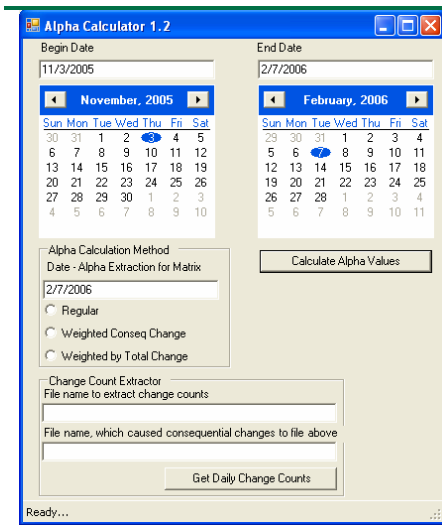 Alpha Calculator 1.2
Begin Date
End Date
11/3/2005
2/7/2006
November, 2005
Sun Mon Tue Wed Thu Fri Sat
30 31 1 2 3 4 5
6 7 8 9 10 11 12
13 14 15 16 17 18 19
20 21 22 23 24 25 26
27 28 29 30 1 2 3
4 5 6 7 8 9 10
February, 2006
Sun Mon Tue Wed Thu Fri Sat
29 30 31 1 2 3 4
5 6 7 8 9 10 11
12 13 14 15 16 17 18
19 20 21 22 23 24 25
26 27 28 1 2 3 4
5 6 7 8 9 10 11
Alpha Calculation Method
Date - Alpha Extraction for Matrix
2/7/2006
Regular
Weighted Conseq Change
Weighted by Total Change
Calculate Alpha Values
Change Count Extractor
File name to extract change counts
File name, which caused consequential changes to file above
Get Daily Change Counts
Ready...